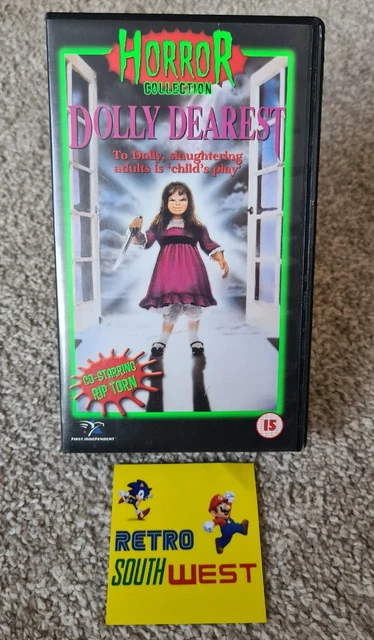 HORROR
COLLECTION
DOLLY DEAREST
To Dolly, slaughtering
adults is 'child's play'
CO-STARRING
RIP TORN
FIRST INDEPENDENT
15
RETRO
SOUTH WEST